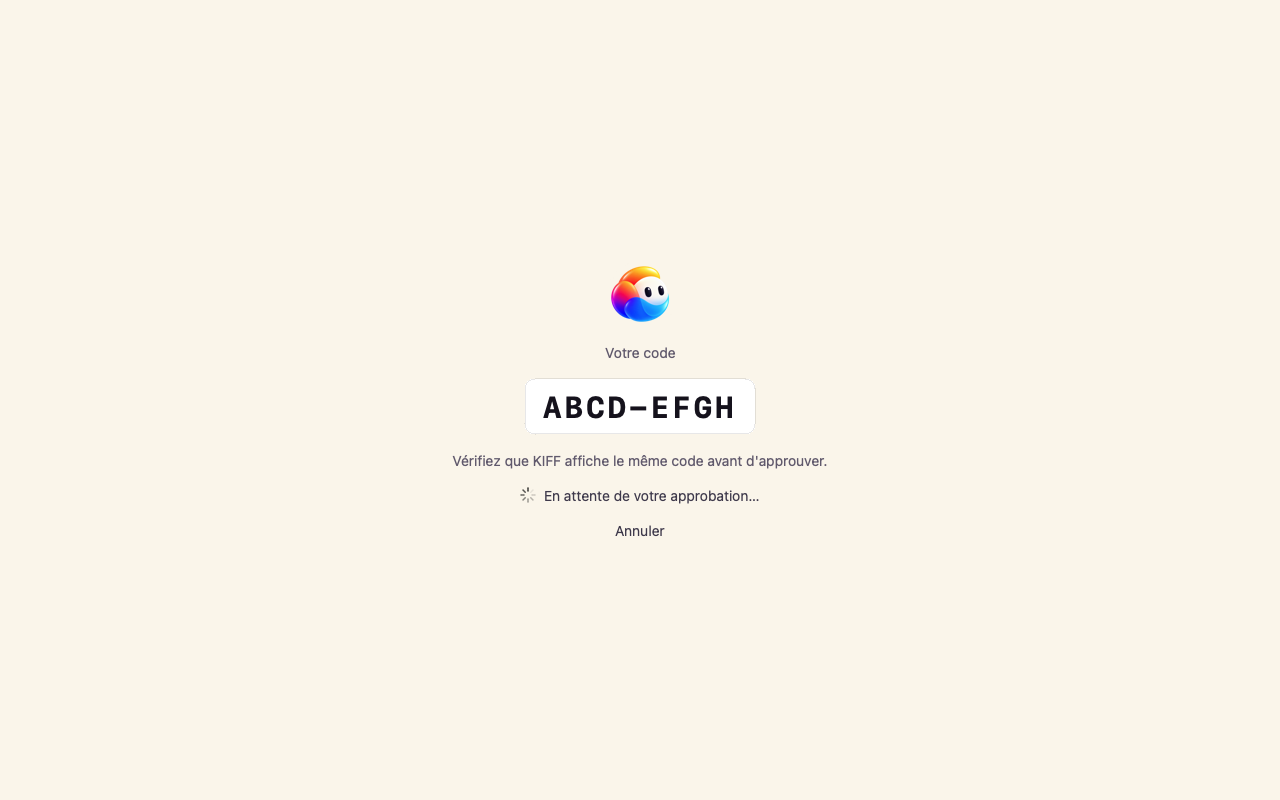 Votre code
ABCD–EFGH
Vérifiez que KIFF affiche le même code avant d'approuver.
En attente de votre approbation…
Annuler